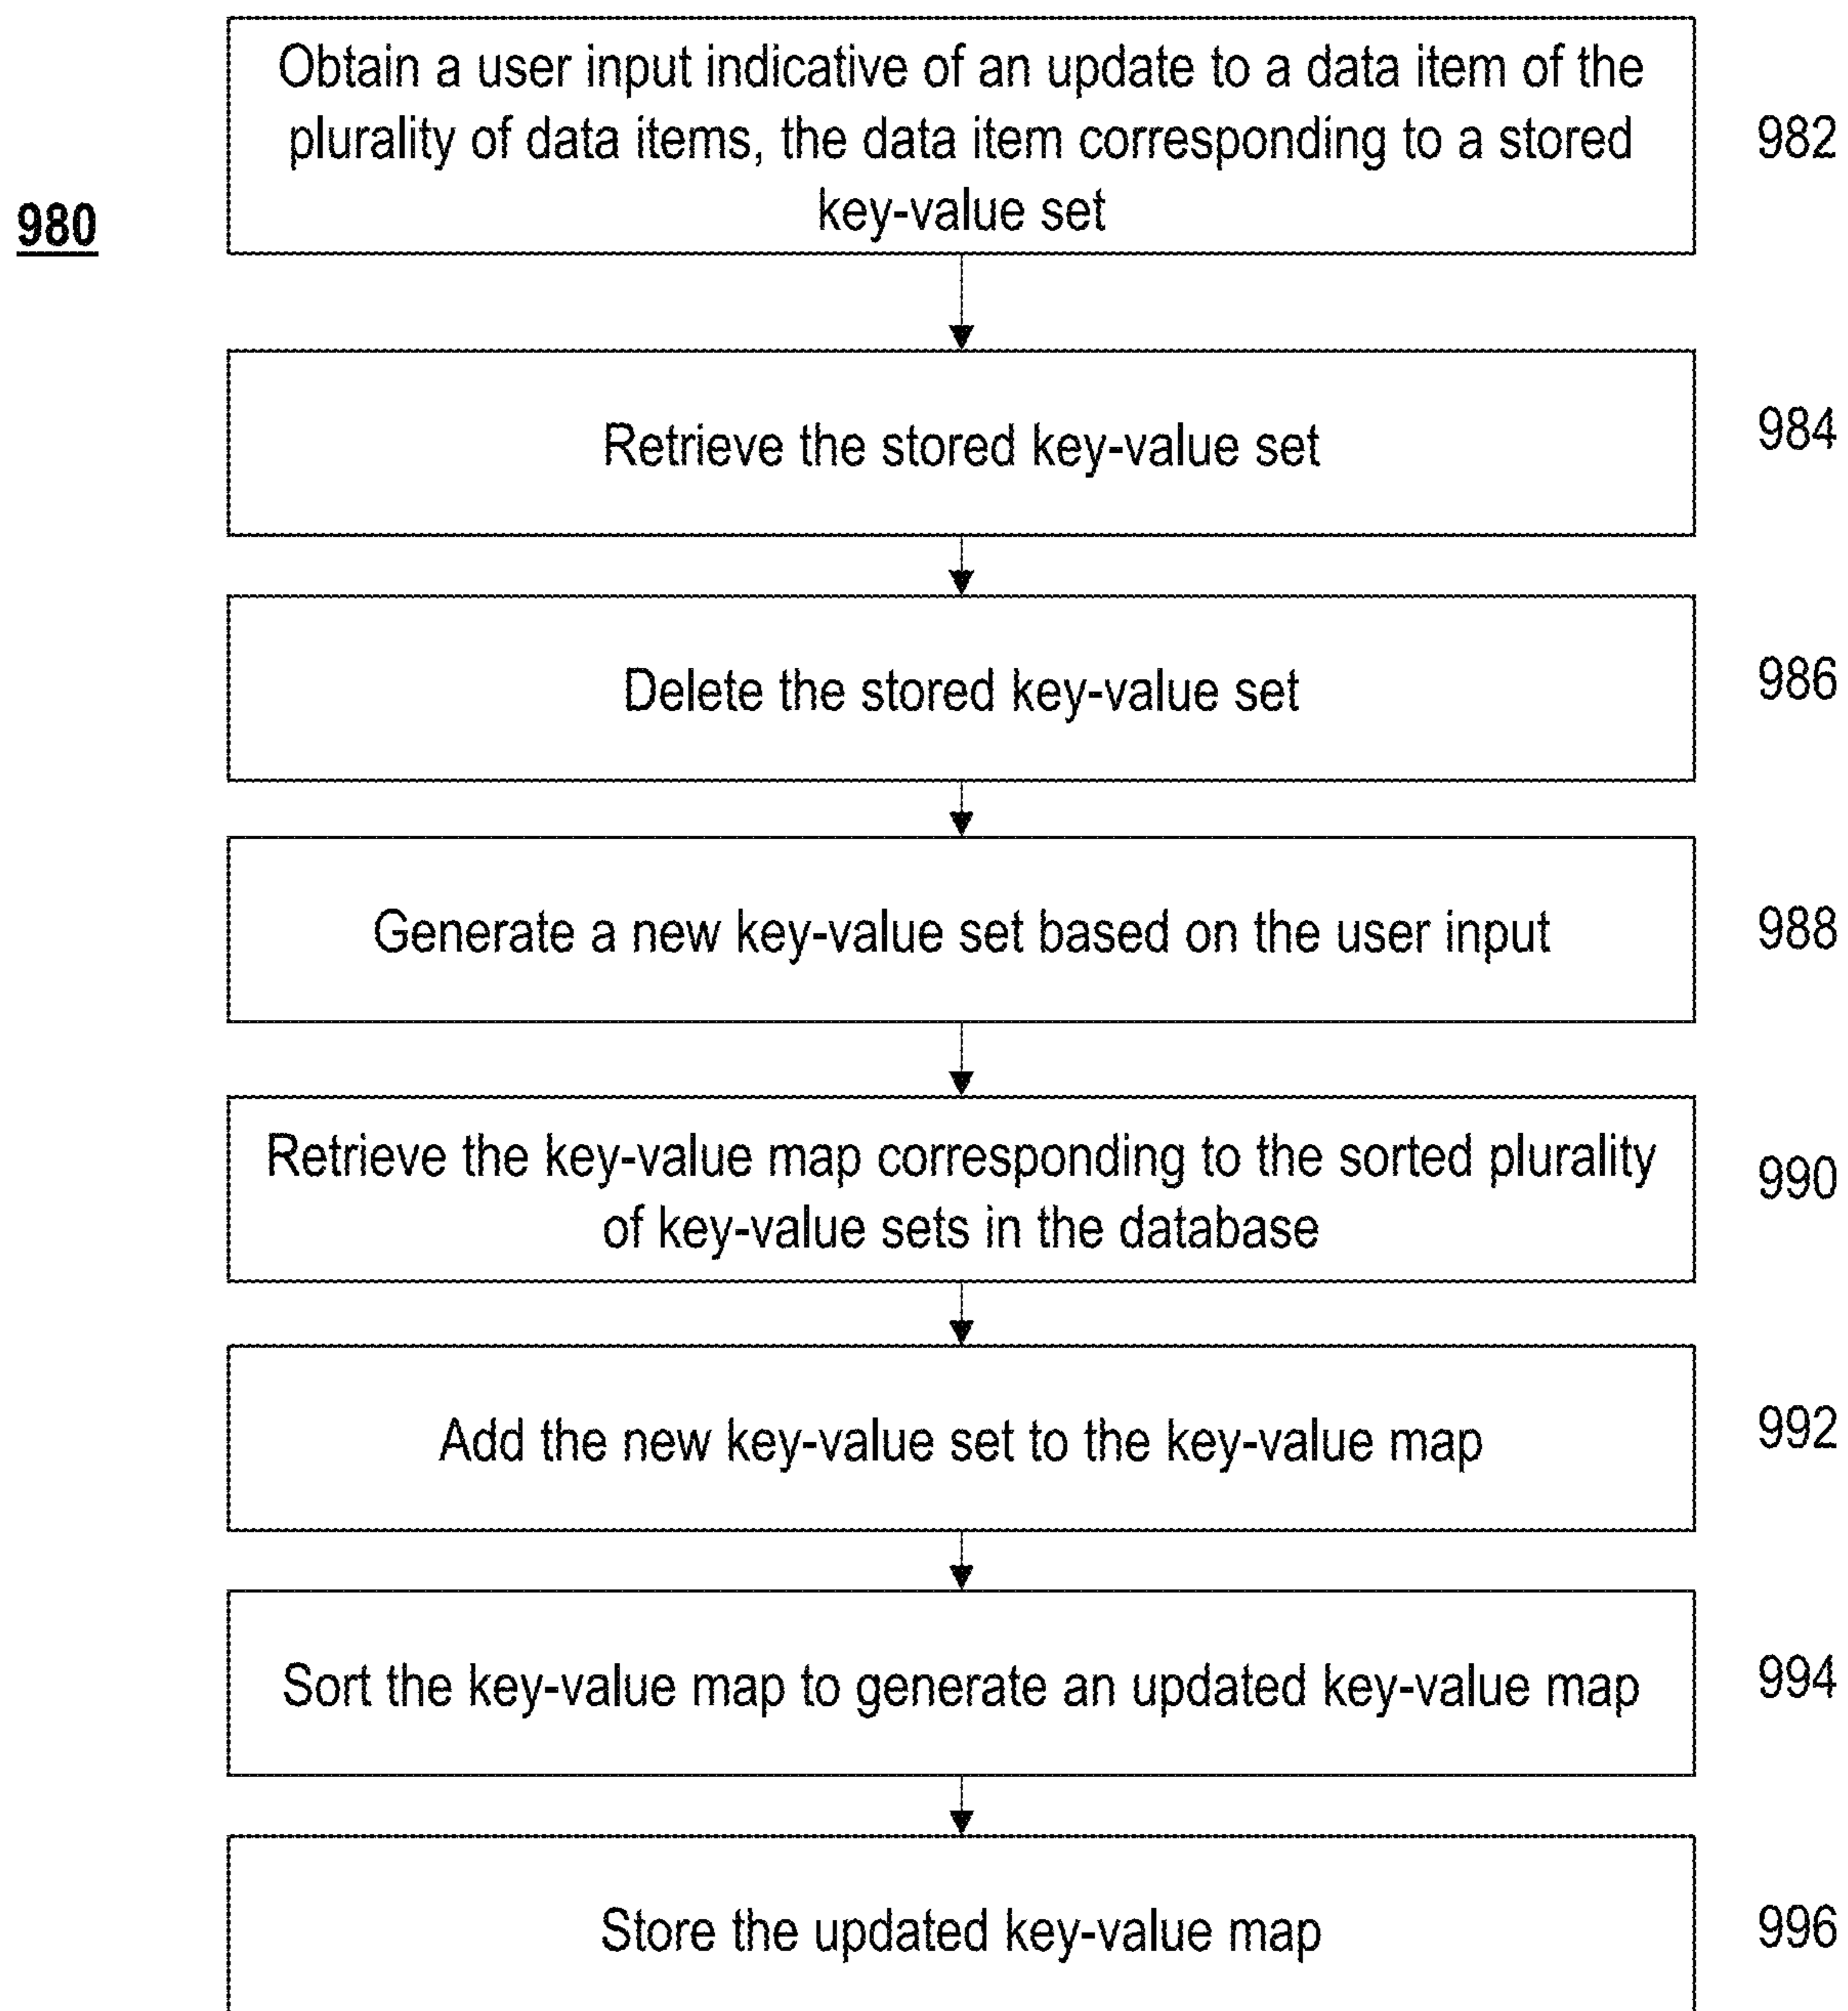 Obtain a user input indicative of an update to a data item of the
plurality of data items, the data item corresponding to a stored
key-value set
982
980
Retrieve the stored key-value set
984
Delete the stored key-value set
986
Generate a new key-value set based on the user input
988
Retrieve the key-value map corresponding to the sorted plurality
of key-value sets in the database
990
Add the new key-value set to the key-value map
992
Sort the key-value map to generate an updated key-value map
994
Store the updated key-value map
996